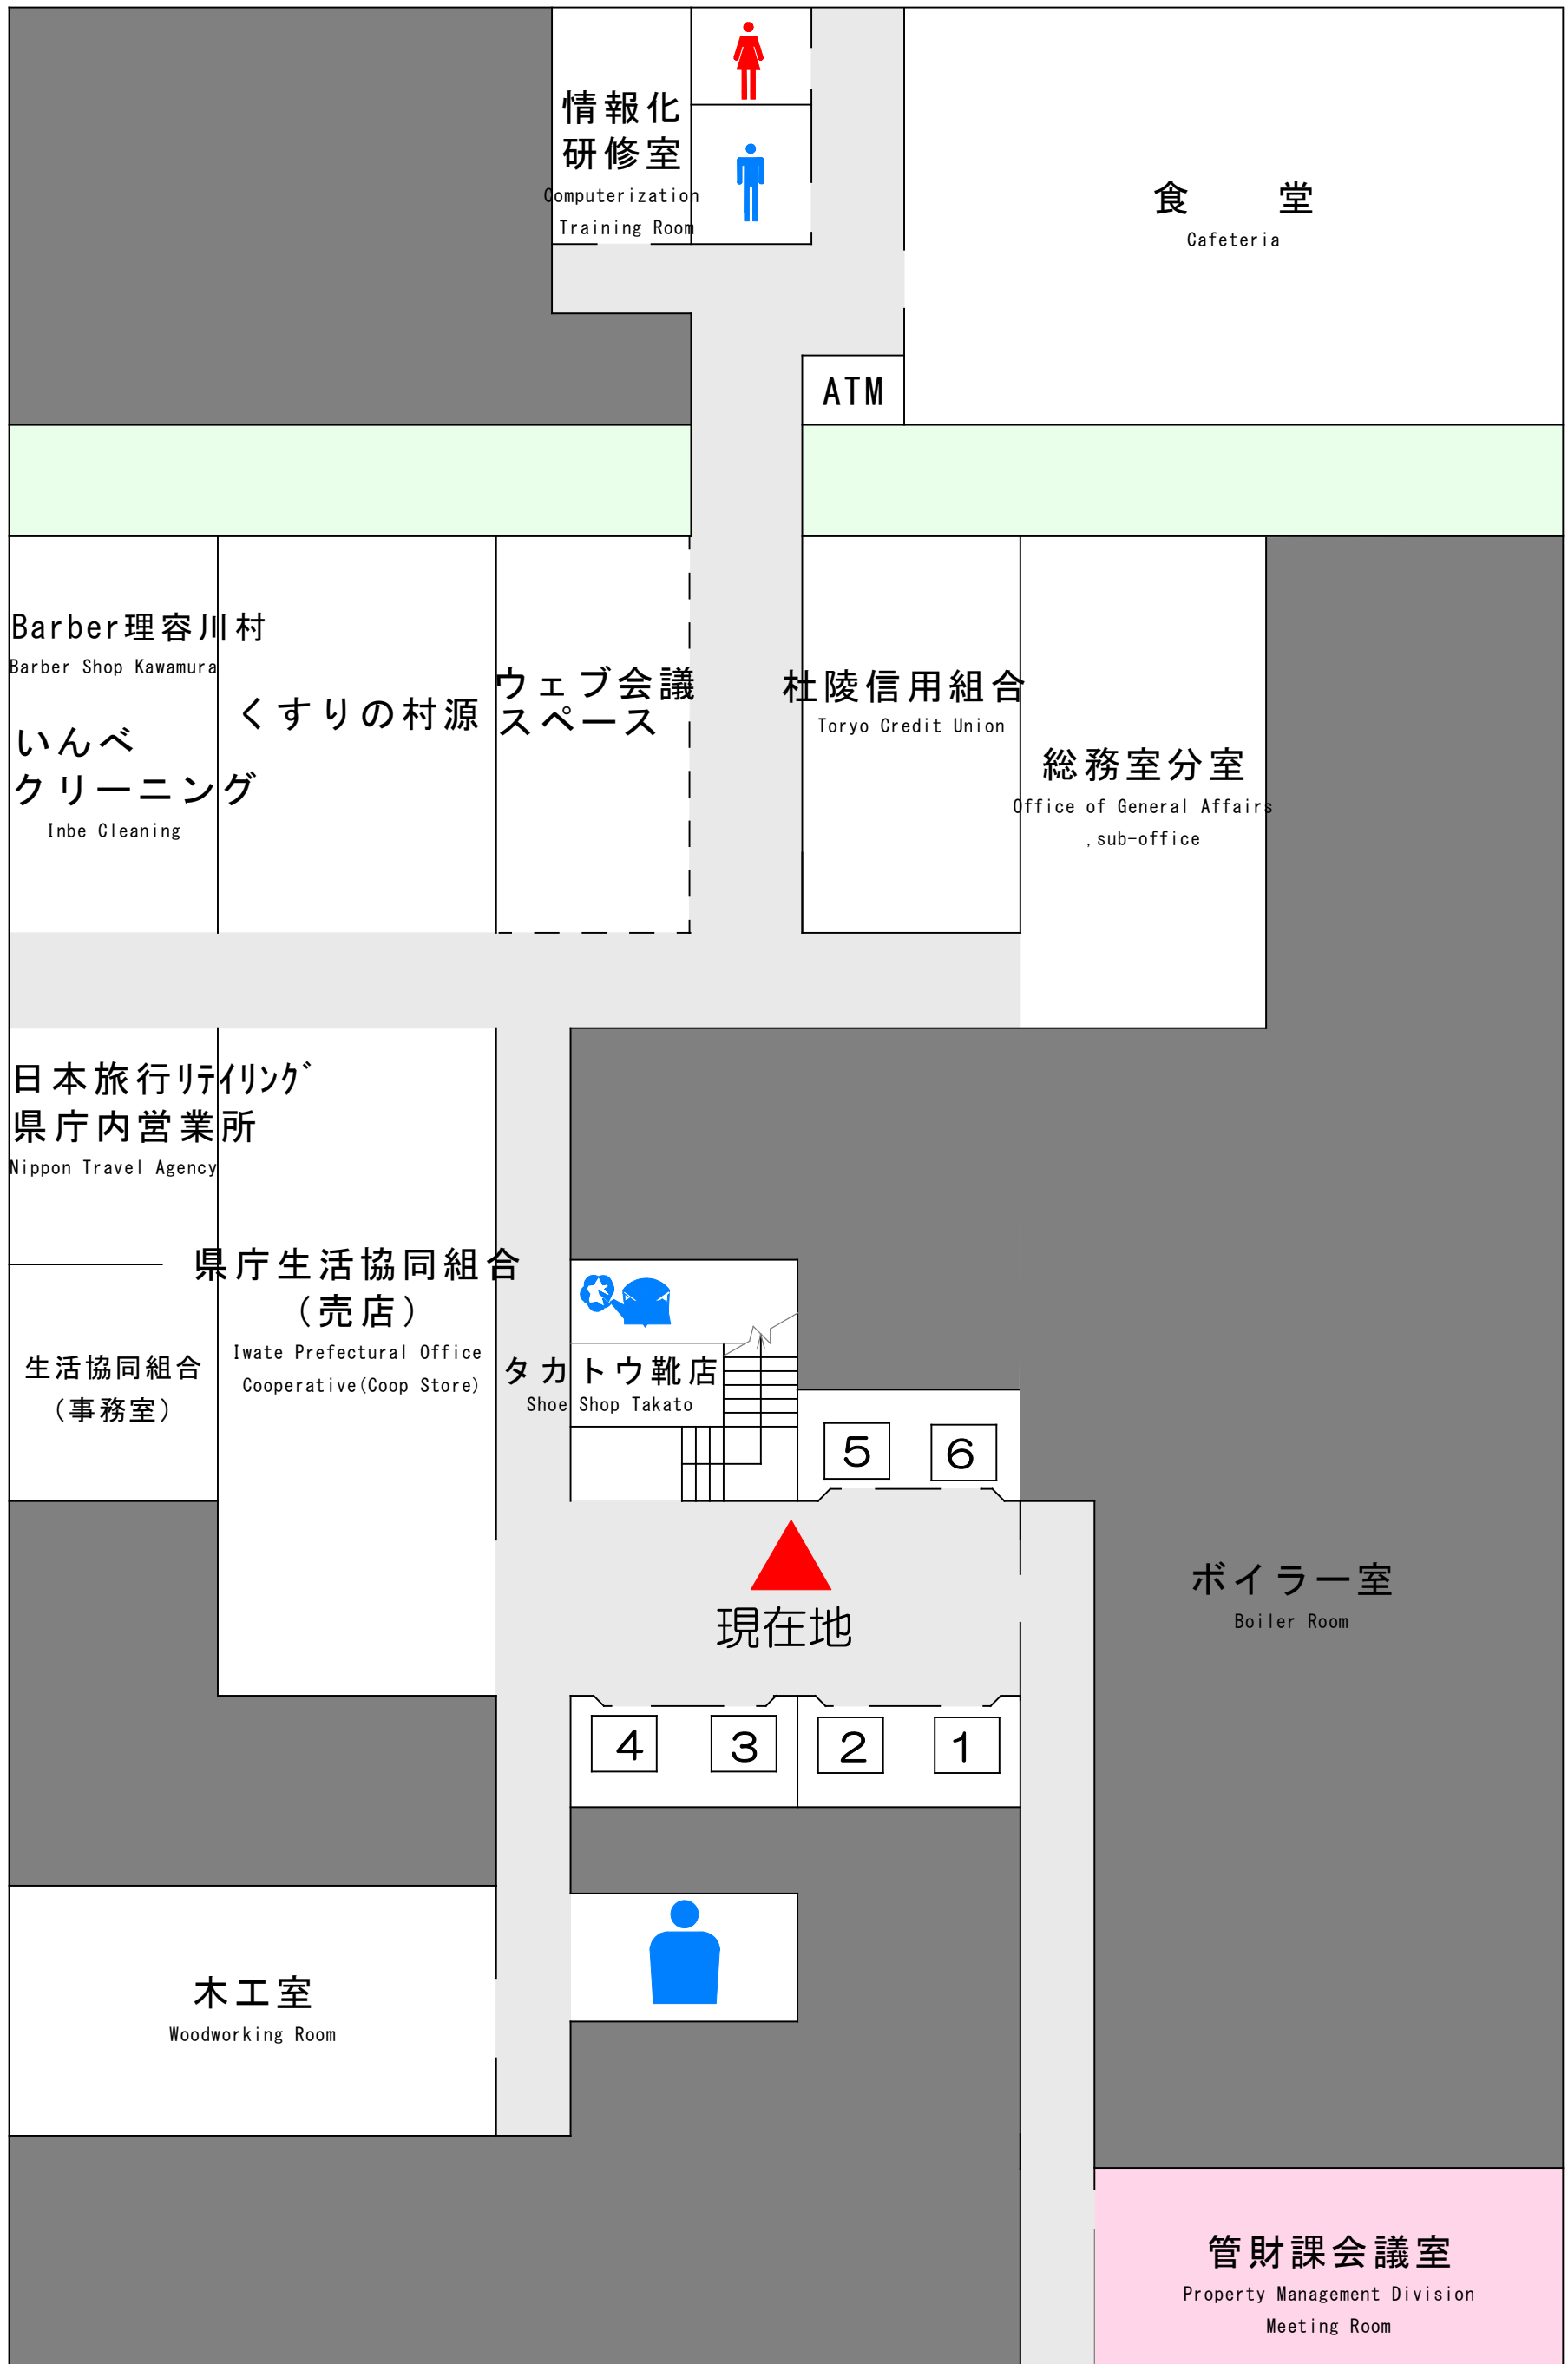 情報化
研修室
Computerization
Training Room
食　　堂
Cafeteria
ATM
Barber理容川村
Barber Shop Kawamura
いんべ
クリーニング
Inbe Cleaning
くすりの村源
ウェブ会議
スペース
杜陵信用組合
Toryo Credit Union
総務室分室
Office of General Affairs
,sub-office
日本旅行ﾘﾃｲﾘﾝｸﾞ
県庁内営業所
Nippon Travel Agency
県庁生活協同組合
（売店）
Iwate Prefectural Office
Cooperative(Coop Store)
生活協同組合
（事務室）
タカトウ靴店
Shoe Shop Takato
5
6
現在地
ボイラー室
Boiler Room
4
3
2
1
木工室
Woodworking Room
管財課会議室
Property Management Division
Meeting Room